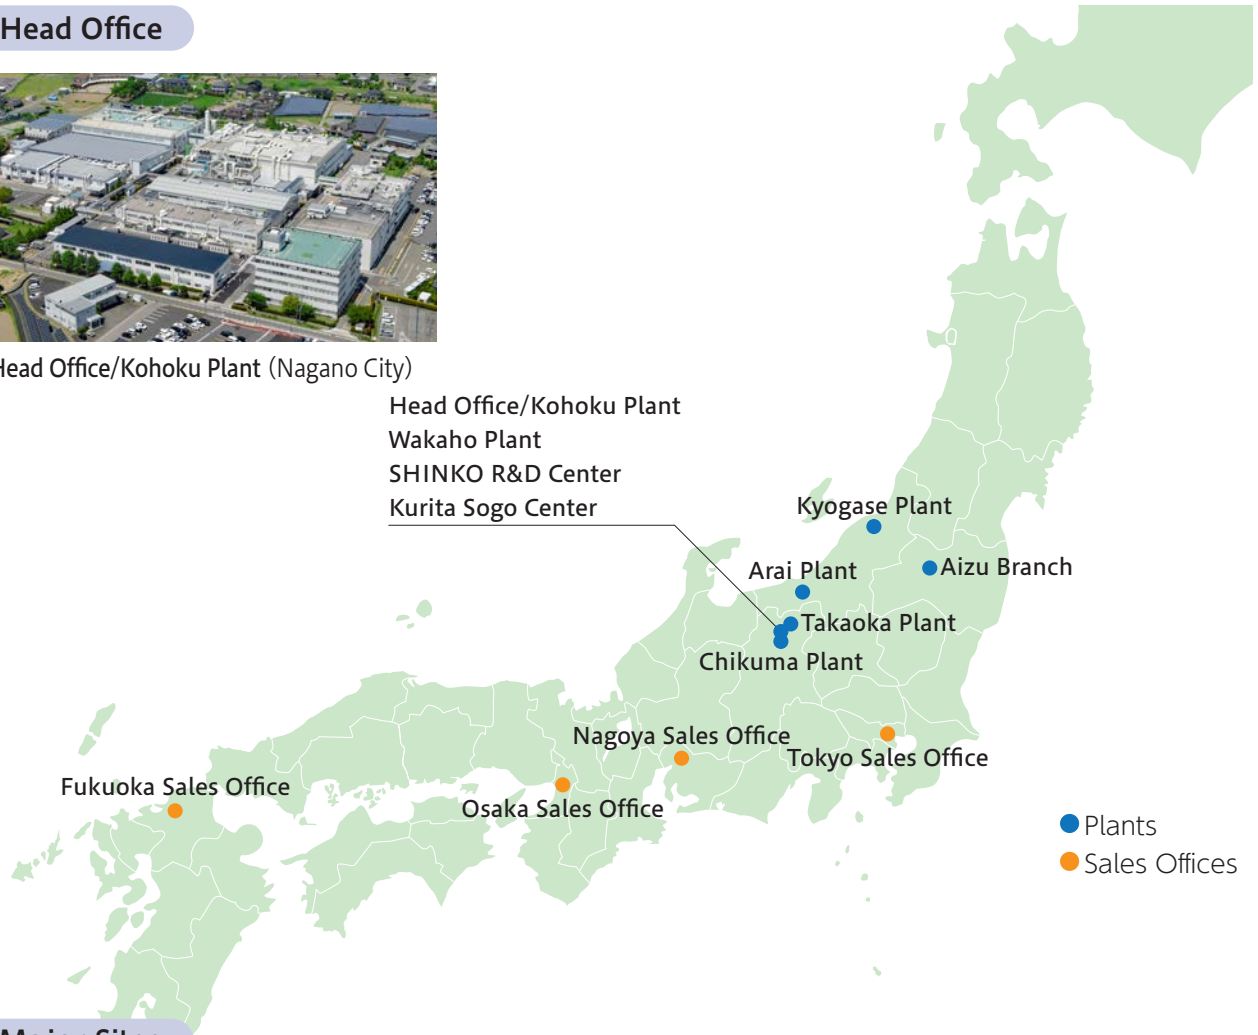 Head Office
Head Office/Kohoku Plant (Nagano City)
Head Office/Kohoku Plant
Wakaho Plant
SHINKO R&D Center
Kurita Sogo Center
Kyogase Plant
Aizu Branch
Arai Plant
Takaoka Plant
Chikuma Plant
Nagoya Sales Office
Tokyo Sales Office
Fukuoka Sales Office
Osaka Sales Office
Plants
Sales Offices
Major Sites